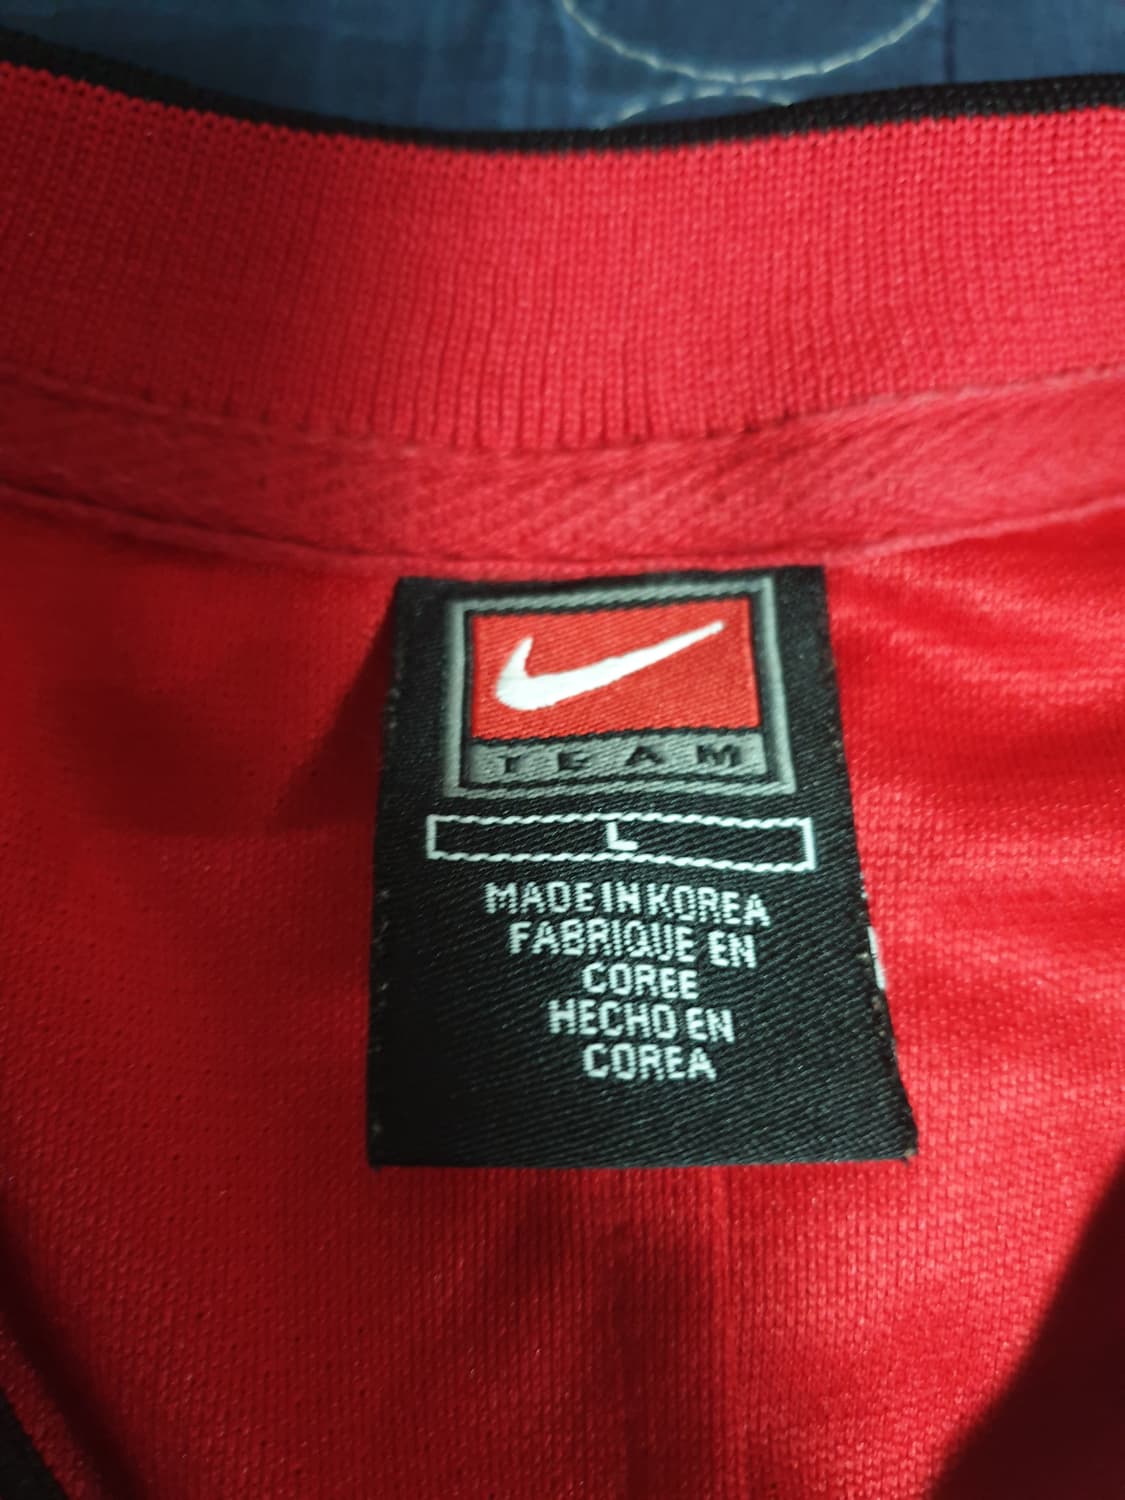 TEAM
L
MADE IN KOREA
FABRIQUE EN
COREE
HECHO EN
COREA